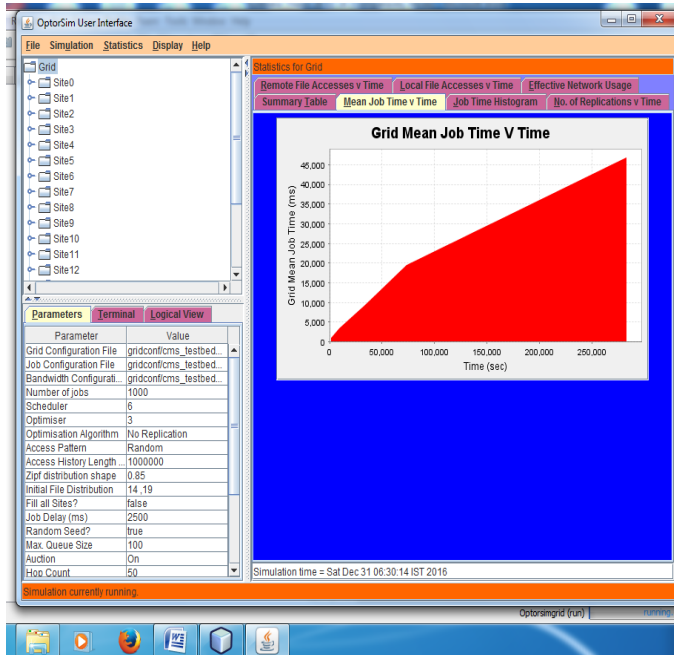 OptorSim User Interface
File Simulation Statistics Display Help
Grid
Site0
Site1
Site2
Site3
Site4
Site5
Site6
Site7
Site8
Site9
Site10
Site11
Site12
Parameters Terminal Logical View
Parameter Value
Grid Configuration File gridconf/cms_testbed...
Job Configuration File gridconf/cms_testbed...
Bandwidth Configurati... gridconf/cms_testbed...
Number of jobs 1000
Scheduler 6
Optimiser 3
Optimisation Algorithm No Replication
Access Pattern Random
Access History Length ... 1000000
Zipf distribution shape 0.85
Initial File Distribution 14 ,19
Fill all Sites? false
Job Delay (ms) 2500
Random Seed? true
Max. Queue Size 100
Auction On
Hop Count 50
Statistics for Grid
Remote File Accesses v Time Local File Accesses v Time Effective Network Usage
Summary Table Mean Job Time v Time Job Time Histogram No. of Replications v Time
Grid Mean Job Time V Time
Grid Mean Job Time (ms)
45,000
40,000
35,000
30,000
25,000
20,000
15,000
10,000
5,000
0
0 50,000 100,000 150,000 200,000 250,000
Time (sec)
Simulation time = Sat Dec 31 06:30:14 IST 2016
Simulation currently running.
Optorsimgrid (run) running